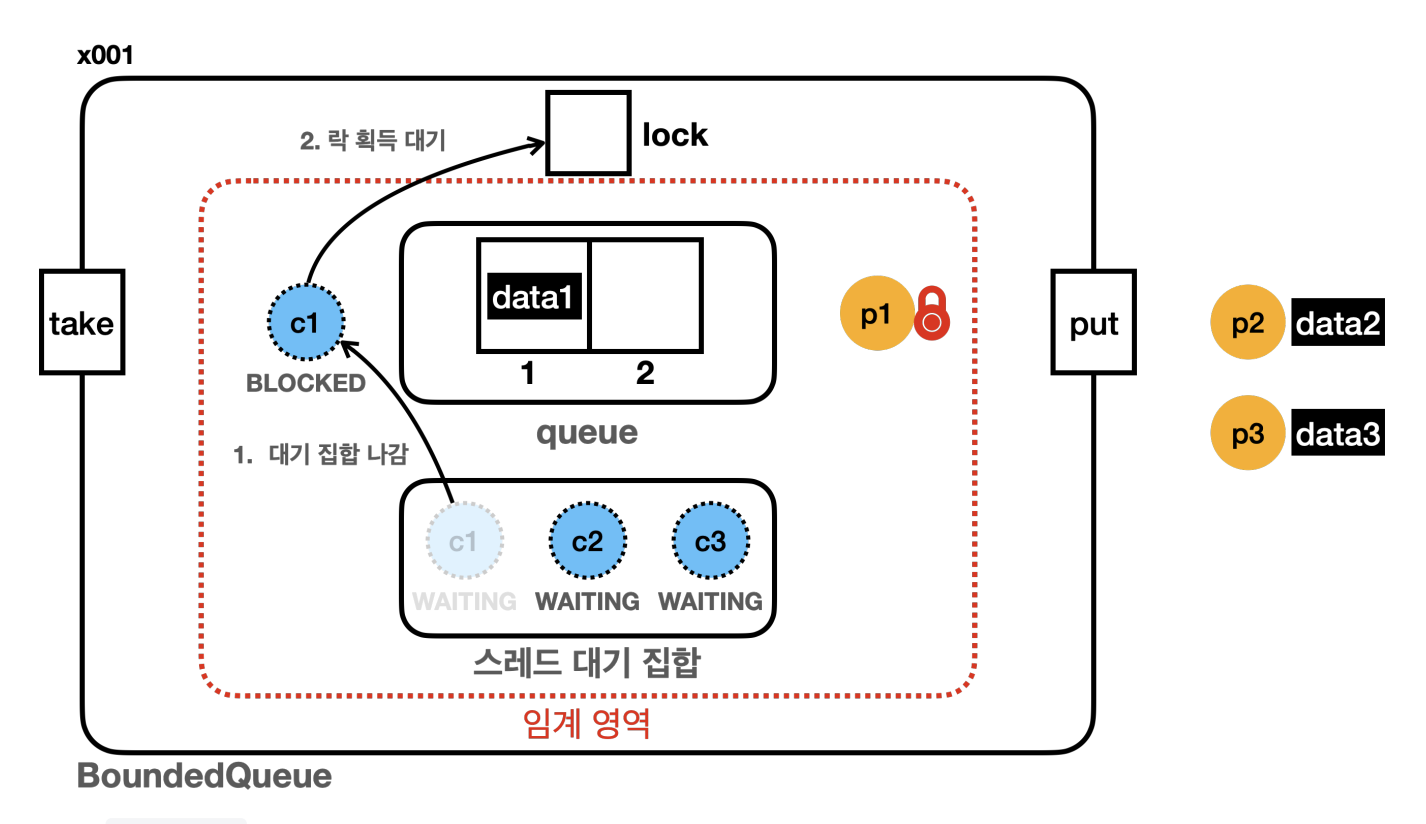 x001
2. 락 획득 대기
lock
take
c1
BLOCKED
data1
1
2
queue
p1
put
p2
data2
p3
data3
1. 대기 집합 나감
c1
WAITING
c2
WAITING
c3
WAITING
스레드 대기 집합
임계 영역
BoundedQueue